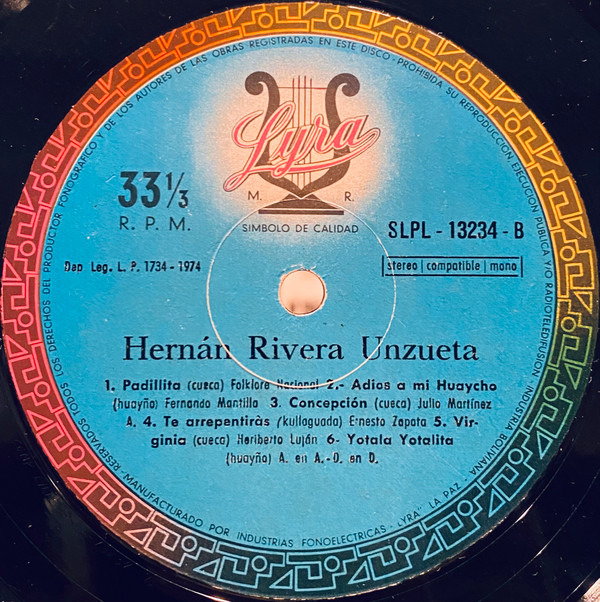 RESERVADOS TODOS LOS DERECHOS DEL PRODUCTOR FONOGRAFICO Y DE LOS AUTORES DE LAS OBRAS REGISTRADAS EN ESTE DISCO - PROHIBIDA SU REPRODUCCION EJECUCION PUBLICA Y/O RADIOTELEDIFUSION - INDUSTRIA BOLIVIANA
Lyra
M. R.
SIMBOLO DE CALIDAD
33 1/3
R. P. M.
SLPL - 13234 - B
Dep Leg. L. P. 1734 - 1974
stereo | compatible | mono
Hernán Rivera Unzueta
1. Padillita (cueca) Folklore Nacional 2.- Adios a mi Huaycho
(huayño) Fernando Mantilla 3. Concepción (cueca) Julio Martínez
A. 4. Te arrepentiràs (kullaguada) Ernesto Zapata 5. Vir-
ginia (cueca) Heriberto Luján 6- Yotala Yotalita
(huayño) A. en A.-D. en D.
-MANUFACTURADO POR INDUSTRIAS FONOELECTRICAS - "LYRA" LA PAZ -